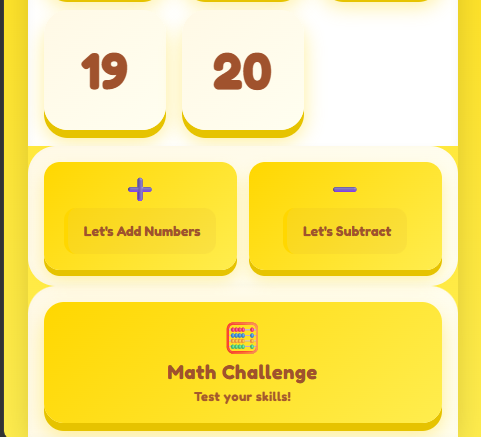 19 20
Let's Add Numbers Let's Subtract
Math Challenge
Test your skills!